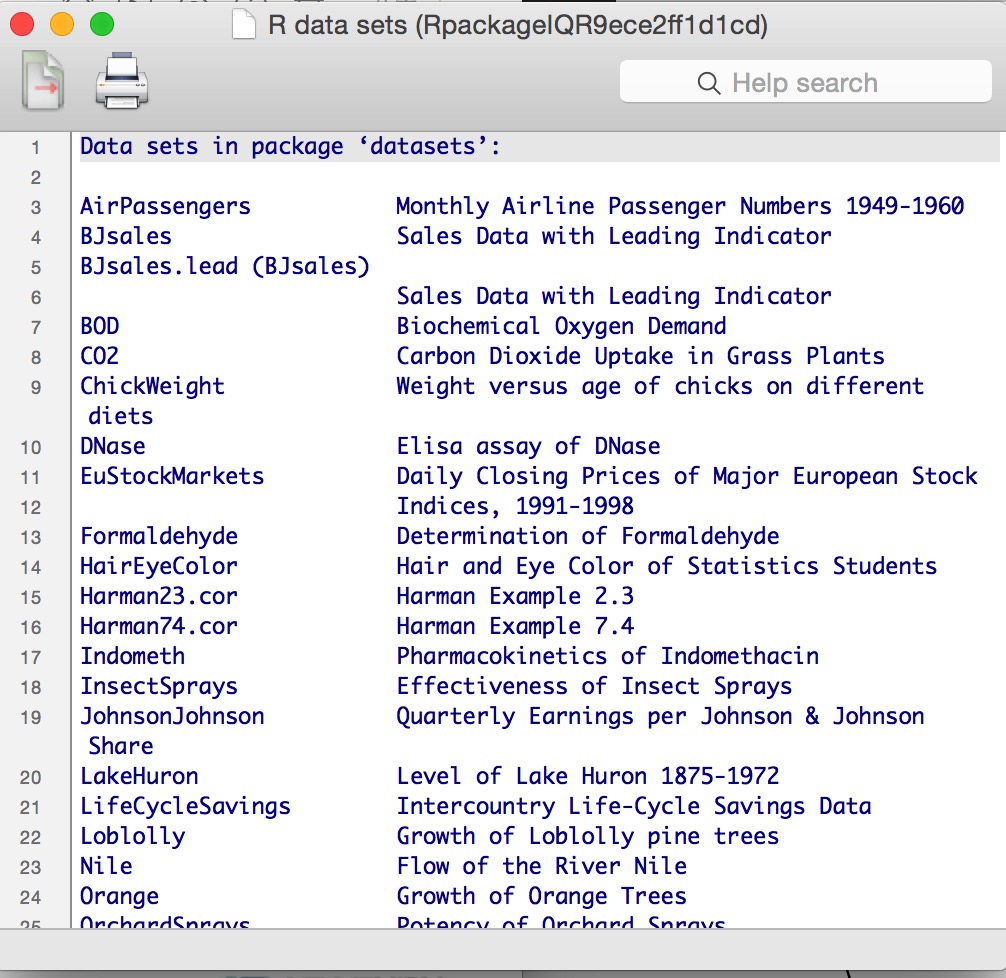 R data sets (RpackageIQR9ece2ff1d1cd)
Help search
1 Data sets in package ‘datasets’:
2
3 AirPassengers Monthly Airline Passenger Numbers 1949-1960
4 BJsales Sales Data with Leading Indicator
5 BJsales.lead (BJsales)
6 Sales Data with Leading Indicator
7 BOD Biochemical Oxygen Demand
8 CO2 Carbon Dioxide Uptake in Grass Plants
9 ChickWeight Weight versus age of chicks on different
diets
10 DNase Elisa assay of DNase
11 EuStockMarkets Daily Closing Prices of Major European Stock
12 Indices, 1991-1998
13 Formaldehyde Determination of Formaldehyde
14 HairEyeColor Hair and Eye Color of Statistics Students
15 Harman23.cor Harman Example 2.3
16 Harman74.cor Harman Example 7.4
17 Indometh Pharmacokinetics of Indomethacin
18 InsectSprays Effectiveness of Insect Sprays
19 JohnsonJohnson Quarterly Earnings per Johnson & Johnson
Share
20 LakeHuron Level of Lake Huron 1875-1972
21 LifeCycleSavings Intercountry Life-Cycle Savings Data
22 Loblolly Growth of Loblolly pine trees
23 Nile Flow of the River Nile
24 Orange Growth of Orange Trees
25 OrchardSprays Potency of Orchard Sprays